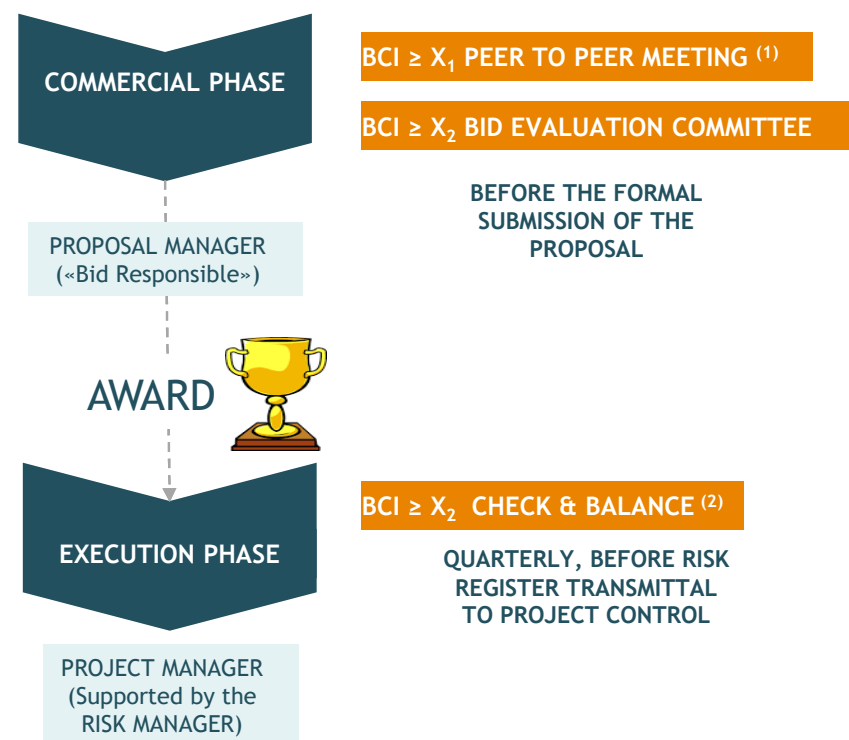 COMMERCIAL PHASE
BCI ≥ X₁ PEER TO PEER MEETING ⁽¹⁾
BCI ≥ X₂ BID EVALUATION COMMITTEE
BEFORE THE FORMAL
SUBMISSION OF THE
PROPOSAL
PROPOSAL MANAGER
(«Bid Responsible»)
AWARD
EXECUTION PHASE
BCI ≥ X₂ CHECK & BALANCE ⁽²⁾
QUARTERLY, BEFORE RISK
REGISTER TRANSMITTAL
TO PROJECT CONTROL
PROJECT MANAGER
(Supported by the
RISK MANAGER)